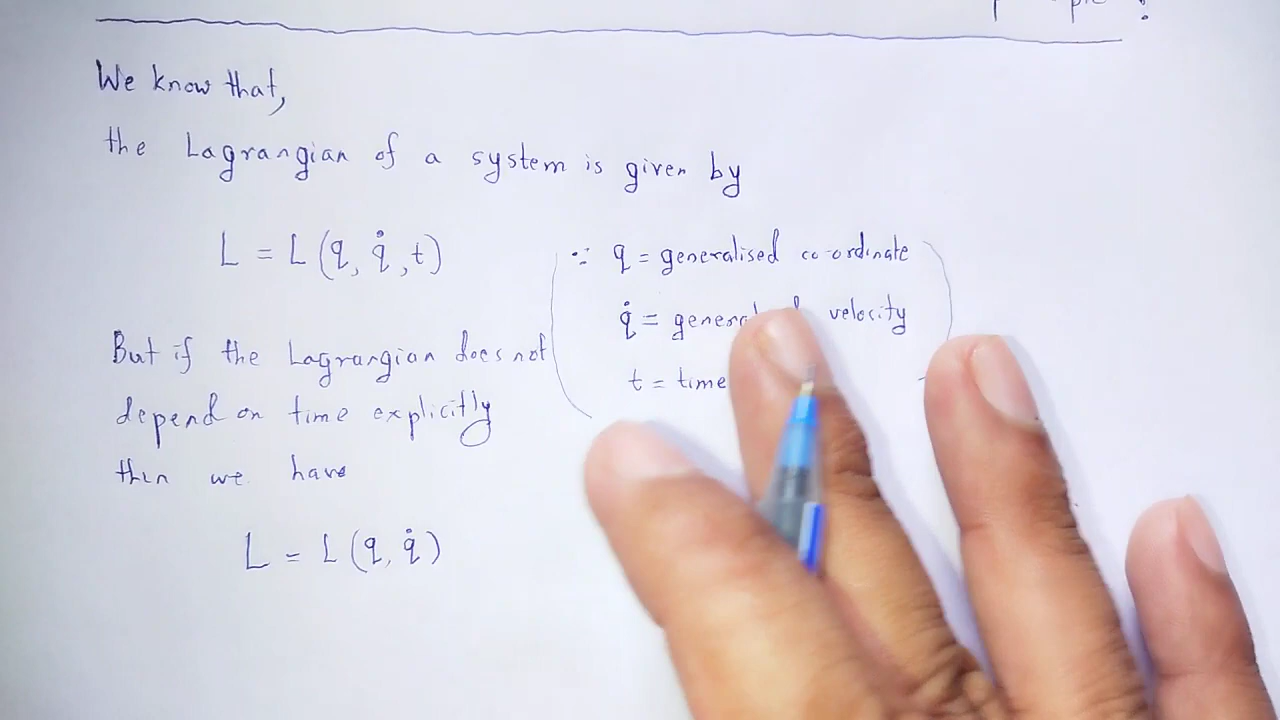 We know that,
the Lagrangian of a system is given by
L = L(q, q̇, t)
∵ q = generalised co-ordinate
q̇ = velocity
t = time
But if the Lagrangian does not
depend on time explicitly
then we have
L = L(q, q̇)